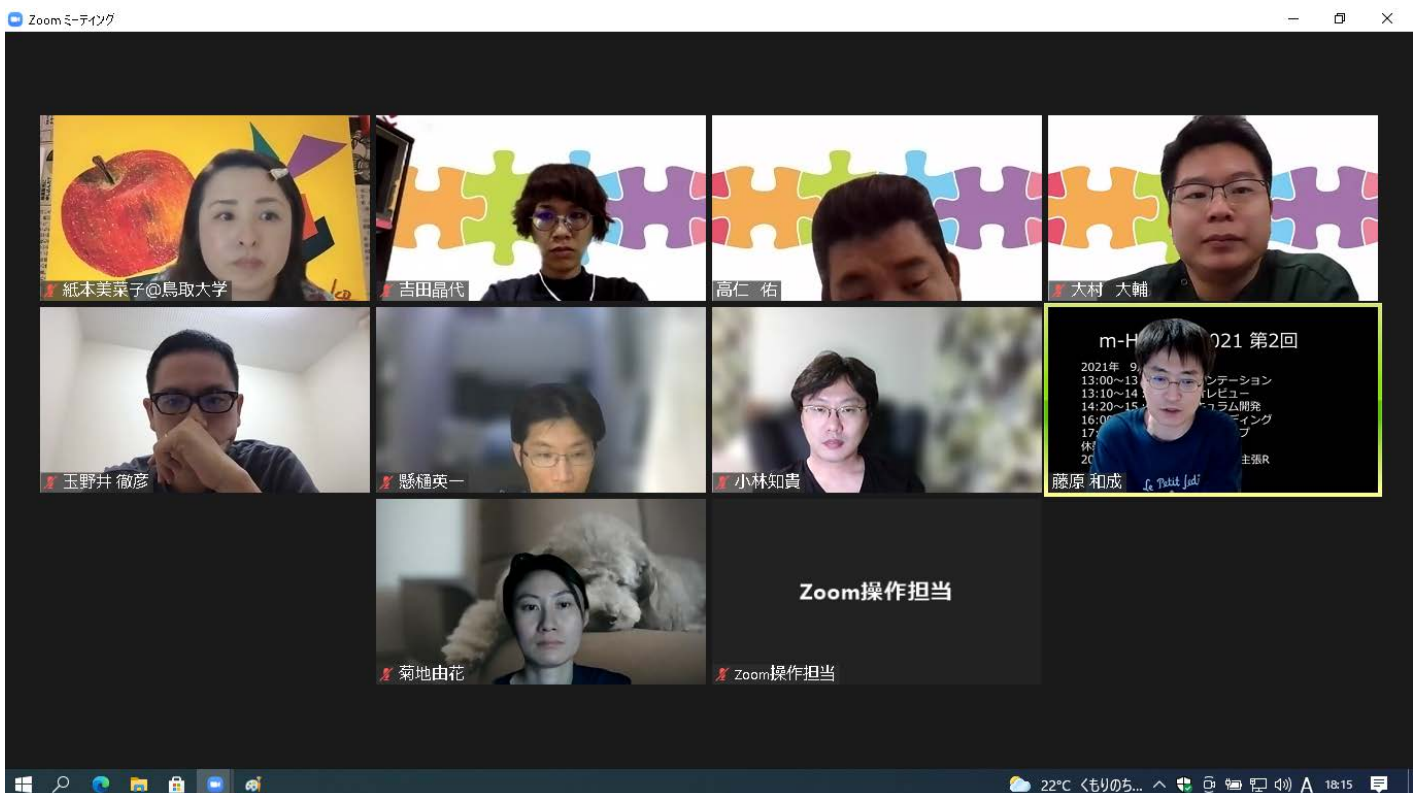 Zoom ミーティング
紙本美菜子@鳥取大学
吉田晶代
高仁 佑
大村 大輔
玉野井 徹彦
懸樋英一
小林知貴
m-H
021 第2回
2021年 9
13:00~13
ンテーション
13:10~14
レビュー
14:20~15
ュラム開発
16:0
ィング
17:
プ
休
20
主張R
le Petit
藤原 和成
菊地由花
Zoom操作担当
Zoom操作担当
22°C くもりのち...
A
18:15